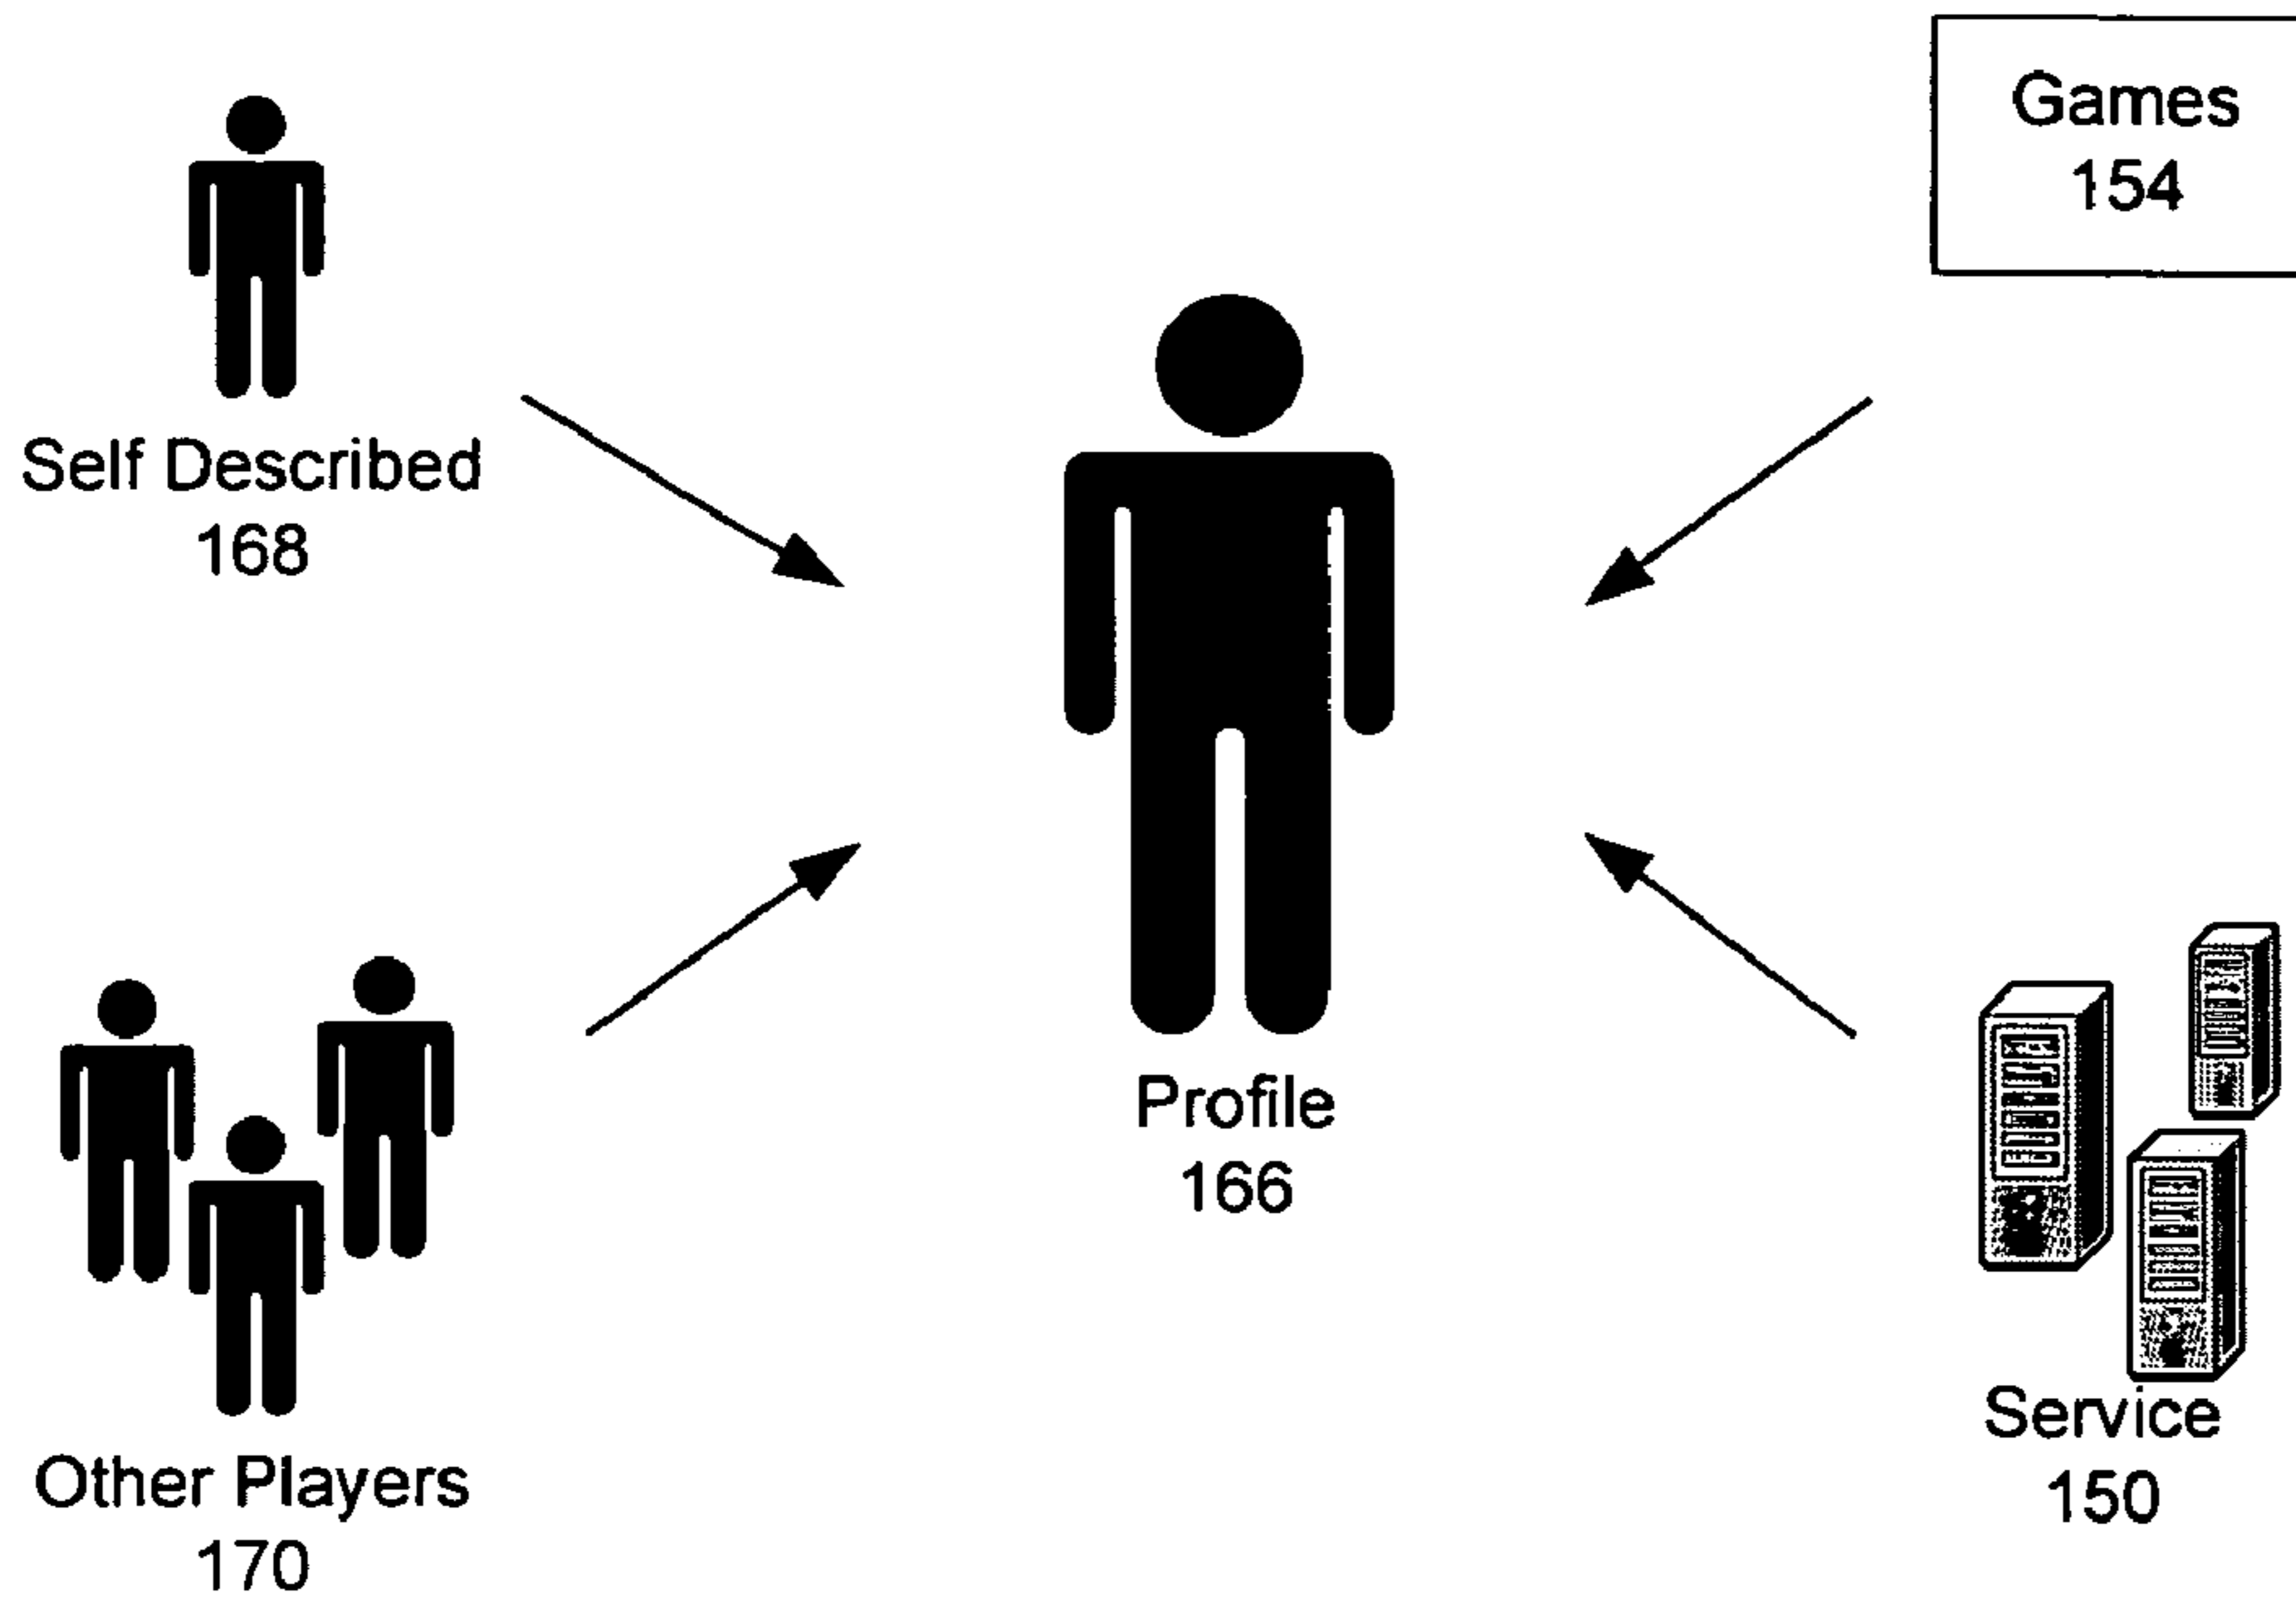 Games
154
Self Described
168
Profile
166
Other Players
170
Service
150